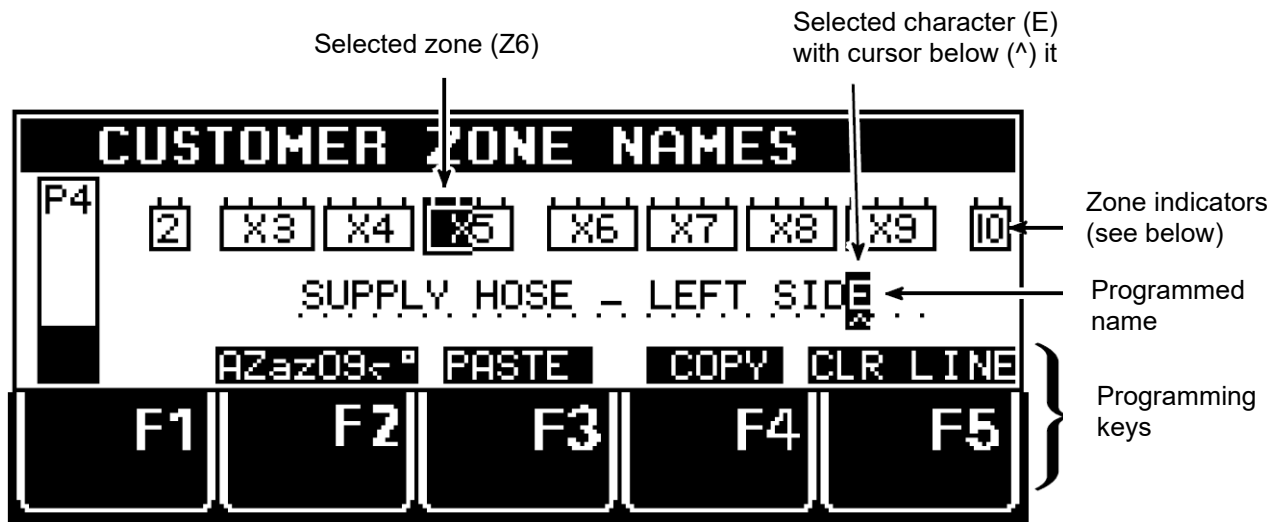 Selected zone (Z6)
Selected character (E)
with cursor below (^) it
CUSTOMER ZONE NAMES
P4
2 X3 X4 X5 X6 X7 X8 X9 10
Zone indicators
(see below)
SUPPLY HOSE – LEFT SIDE
^
Programmed
name
AZaz09<° PASTE COPY CLR LINE
Programming
keys
F1 F2 F3 F4 F5